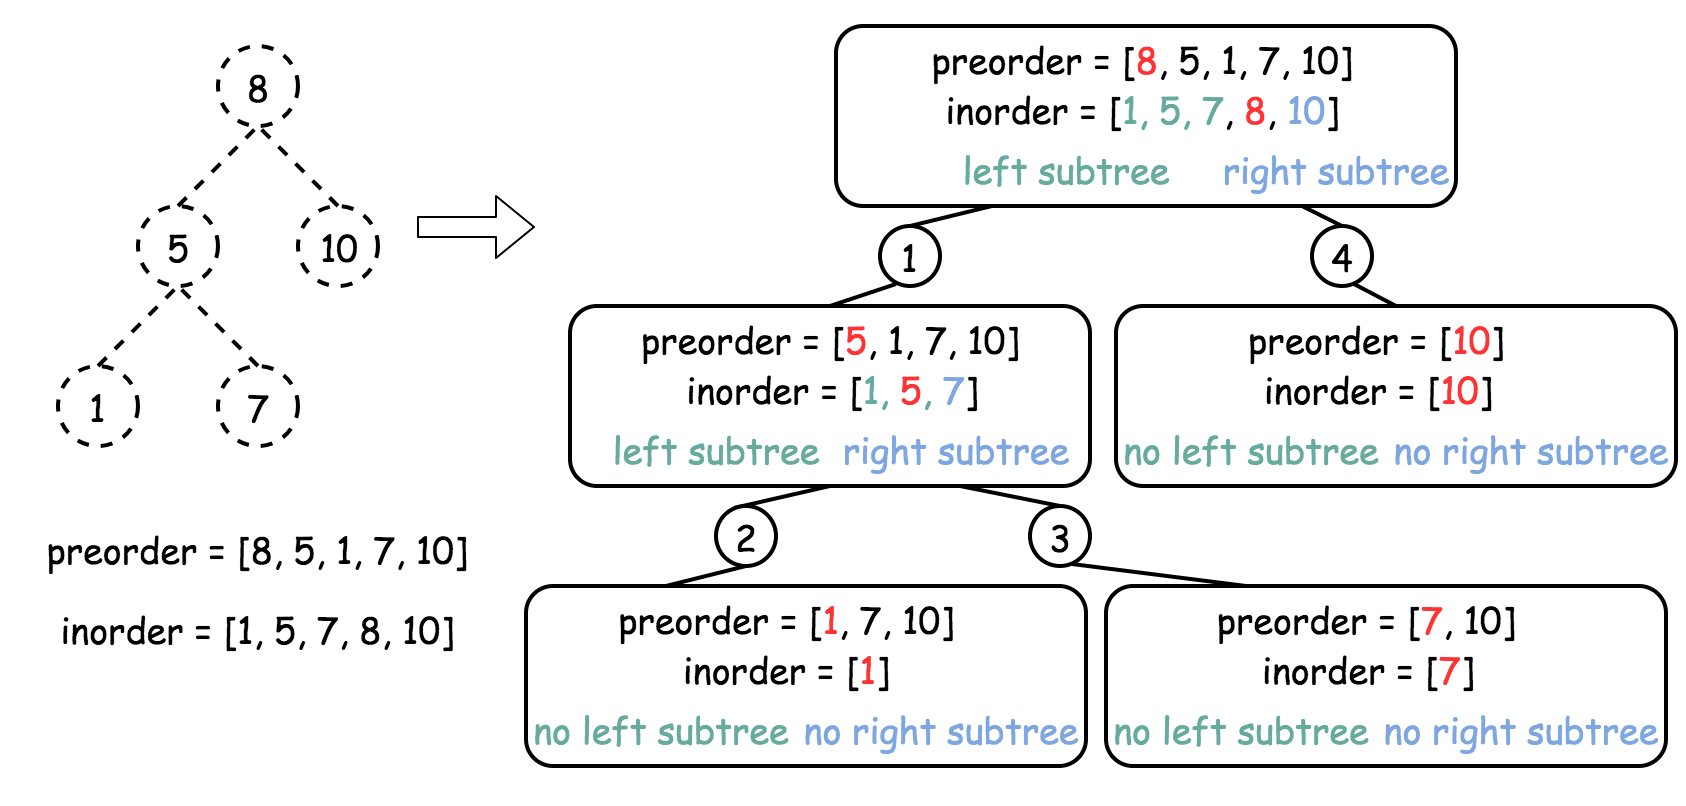 8
5
10
1
7
preorder = [8, 5, 1, 7, 10]
inorder = [1, 5, 7, 8, 10]
preorder = [8, 5, 1, 7, 10]
inorder = [1, 5, 7, 8, 10]
left subtree right subtree
1
4
preorder = [5, 1, 7, 10]
inorder = [1, 5, 7]
left subtree right subtree
preorder = [10]
inorder = [10]
no left subtree no right subtree
2
3
preorder = [1, 7, 10]
inorder = [1]
no left subtree no right subtree
preorder = [7, 10]
inorder = [7]
no left subtree no right subtree